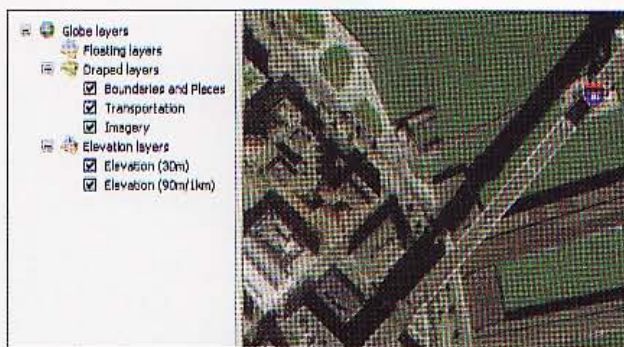 Globe layers
Floating layers
Draped layers
Boundaries and Places
Transportation
Imagery
Elevation layers
Elevation (30m)
Elevation (90m/1km)